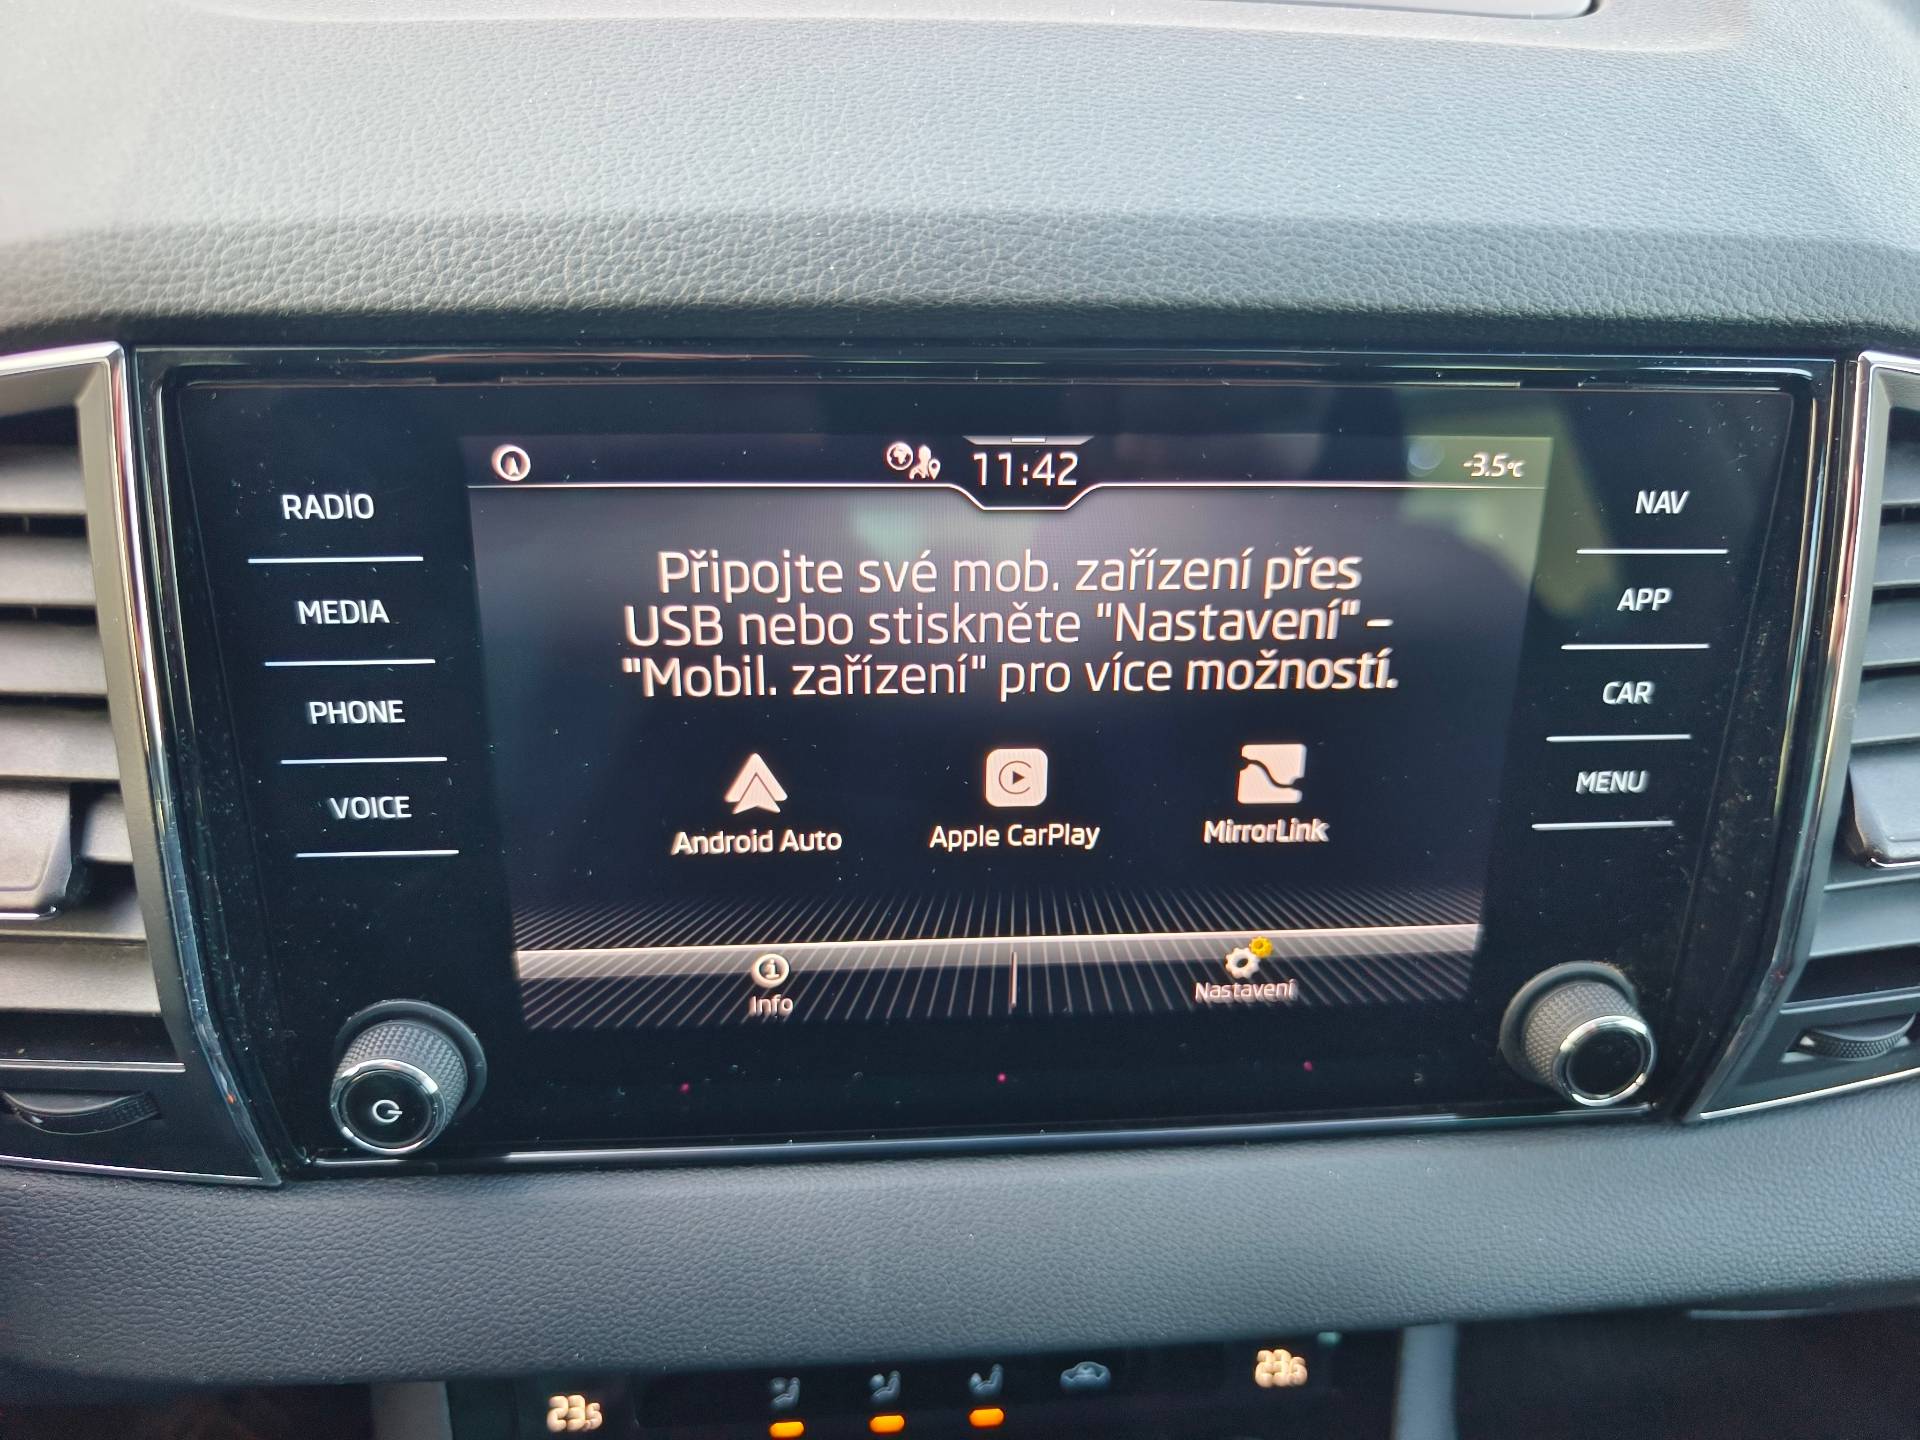 11:42
-3.5°C
RADIO
MEDIA
PHONE
VOICE
Připojte své mob. zařízení přes
USB nebo stiskněte "Nastavení" –
"Mobil. zařízení" pro více možností.
Android Auto
Apple CarPlay
MirrorLink
Info
Nastavení
NAV
APP
CAR
MENU
23,5
23,5